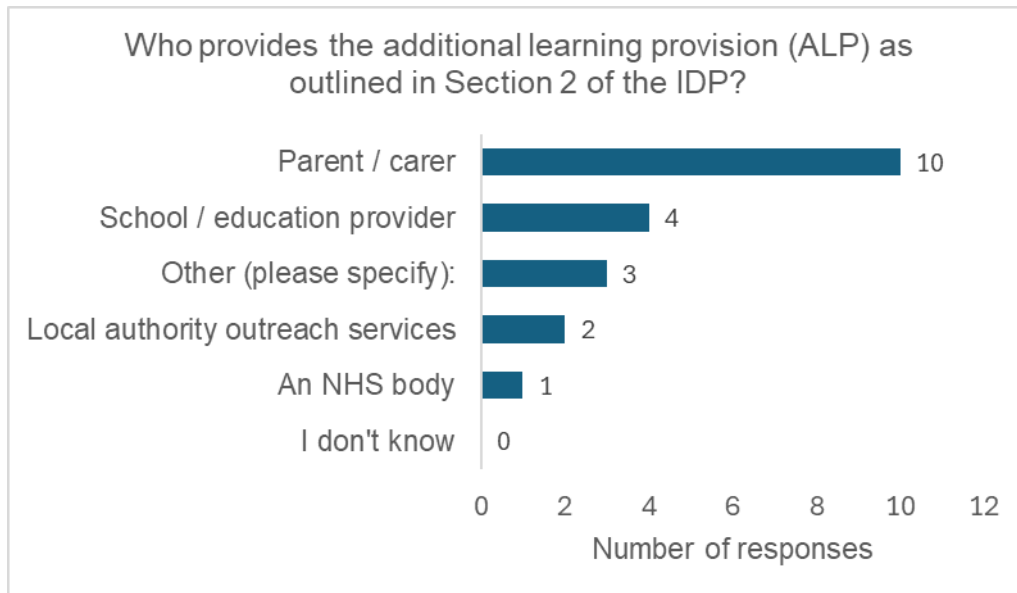 Who provides the additional learning provision (ALP) as
outlined in Section 2 of the IDP?
Parent / carer 10
School / education provider 4
Other (please specify): 3
Local authority outreach services 2
An NHS body 1
I don't know 0
0 2 4 6 8 10 12
Number of responses